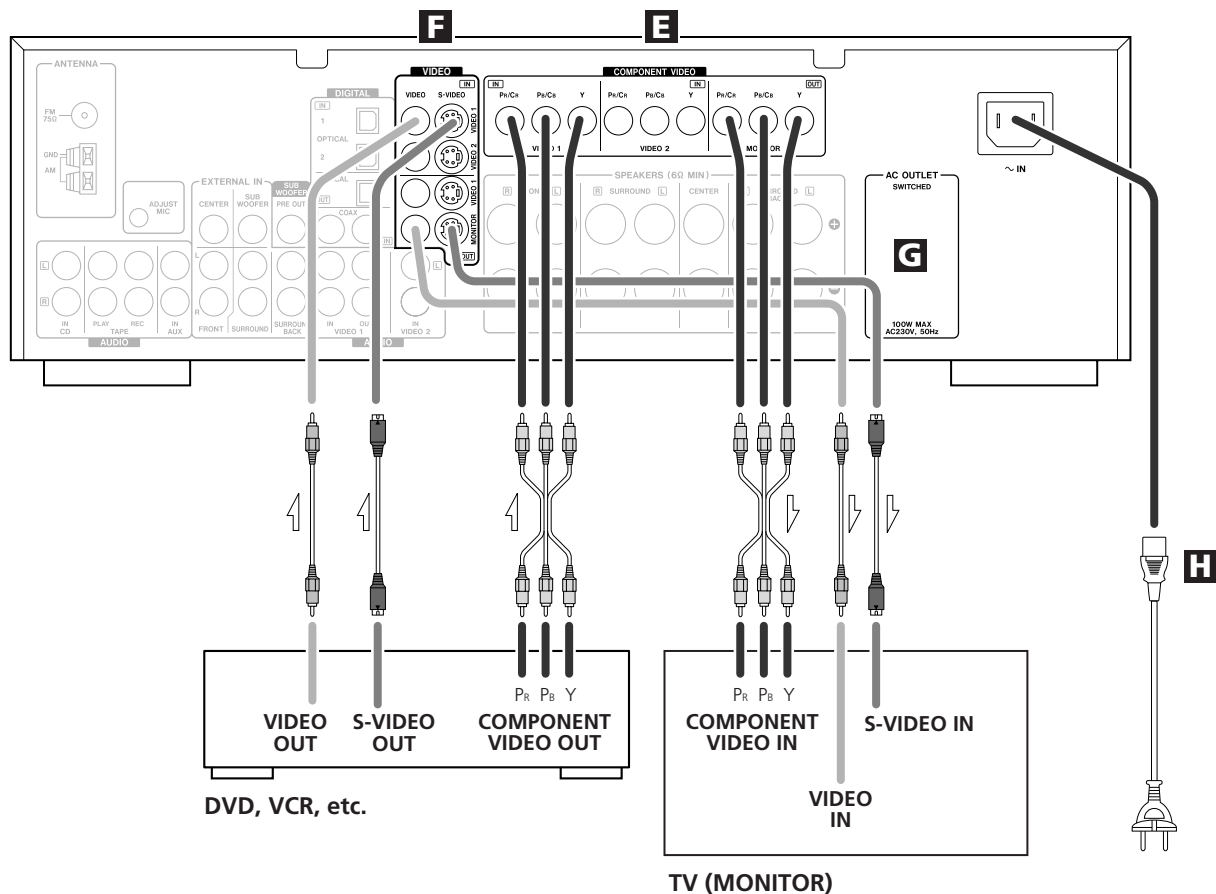 F
E
ANTENNA
FM
75Ω
GND
AM
ADJUST
MIC
DIGITAL
IN
1
OPTICAL
2
OUT
COAX
IN
EXTERNAL IN
CENTER
SUB
WOOFER
SUB
WOOFER
PRE OUT
L
R
L
R
L
IN
CD
PLAY
REC
TAPE
IN
AUX
AUDIO
FRONT
SURROUND
BACK
IN
VIDEO 1
IN
VIDEO 2
VIDEO
IN
VIDEO
S-VIDEO
VIDEO 1
VIDEO 2
VIDEO 1
MONITOR
OUT
COMPONENT VIDEO
IN
IN
OUT
PR/CR
PB/CB
Y
PR/CR
PB/CB
Y
PR/CR
PB/CB
Y
VIDEO 2
SPEAKERS (6Ω MIN)
R
L
R
SURROUND
L
CENTER
L
+
~ IN
AC OUTLET
SWITCHED
G
100W MAX
AC230V, 50Hz
H
PR
PB
Y
VIDEO
OUT
S-VIDEO
OUT
COMPONENT
VIDEO OUT
DVD, VCR, etc.
PR
PB
Y
COMPONENT
VIDEO IN
S-VIDEO IN
VIDEO
IN
TV (MONITOR)